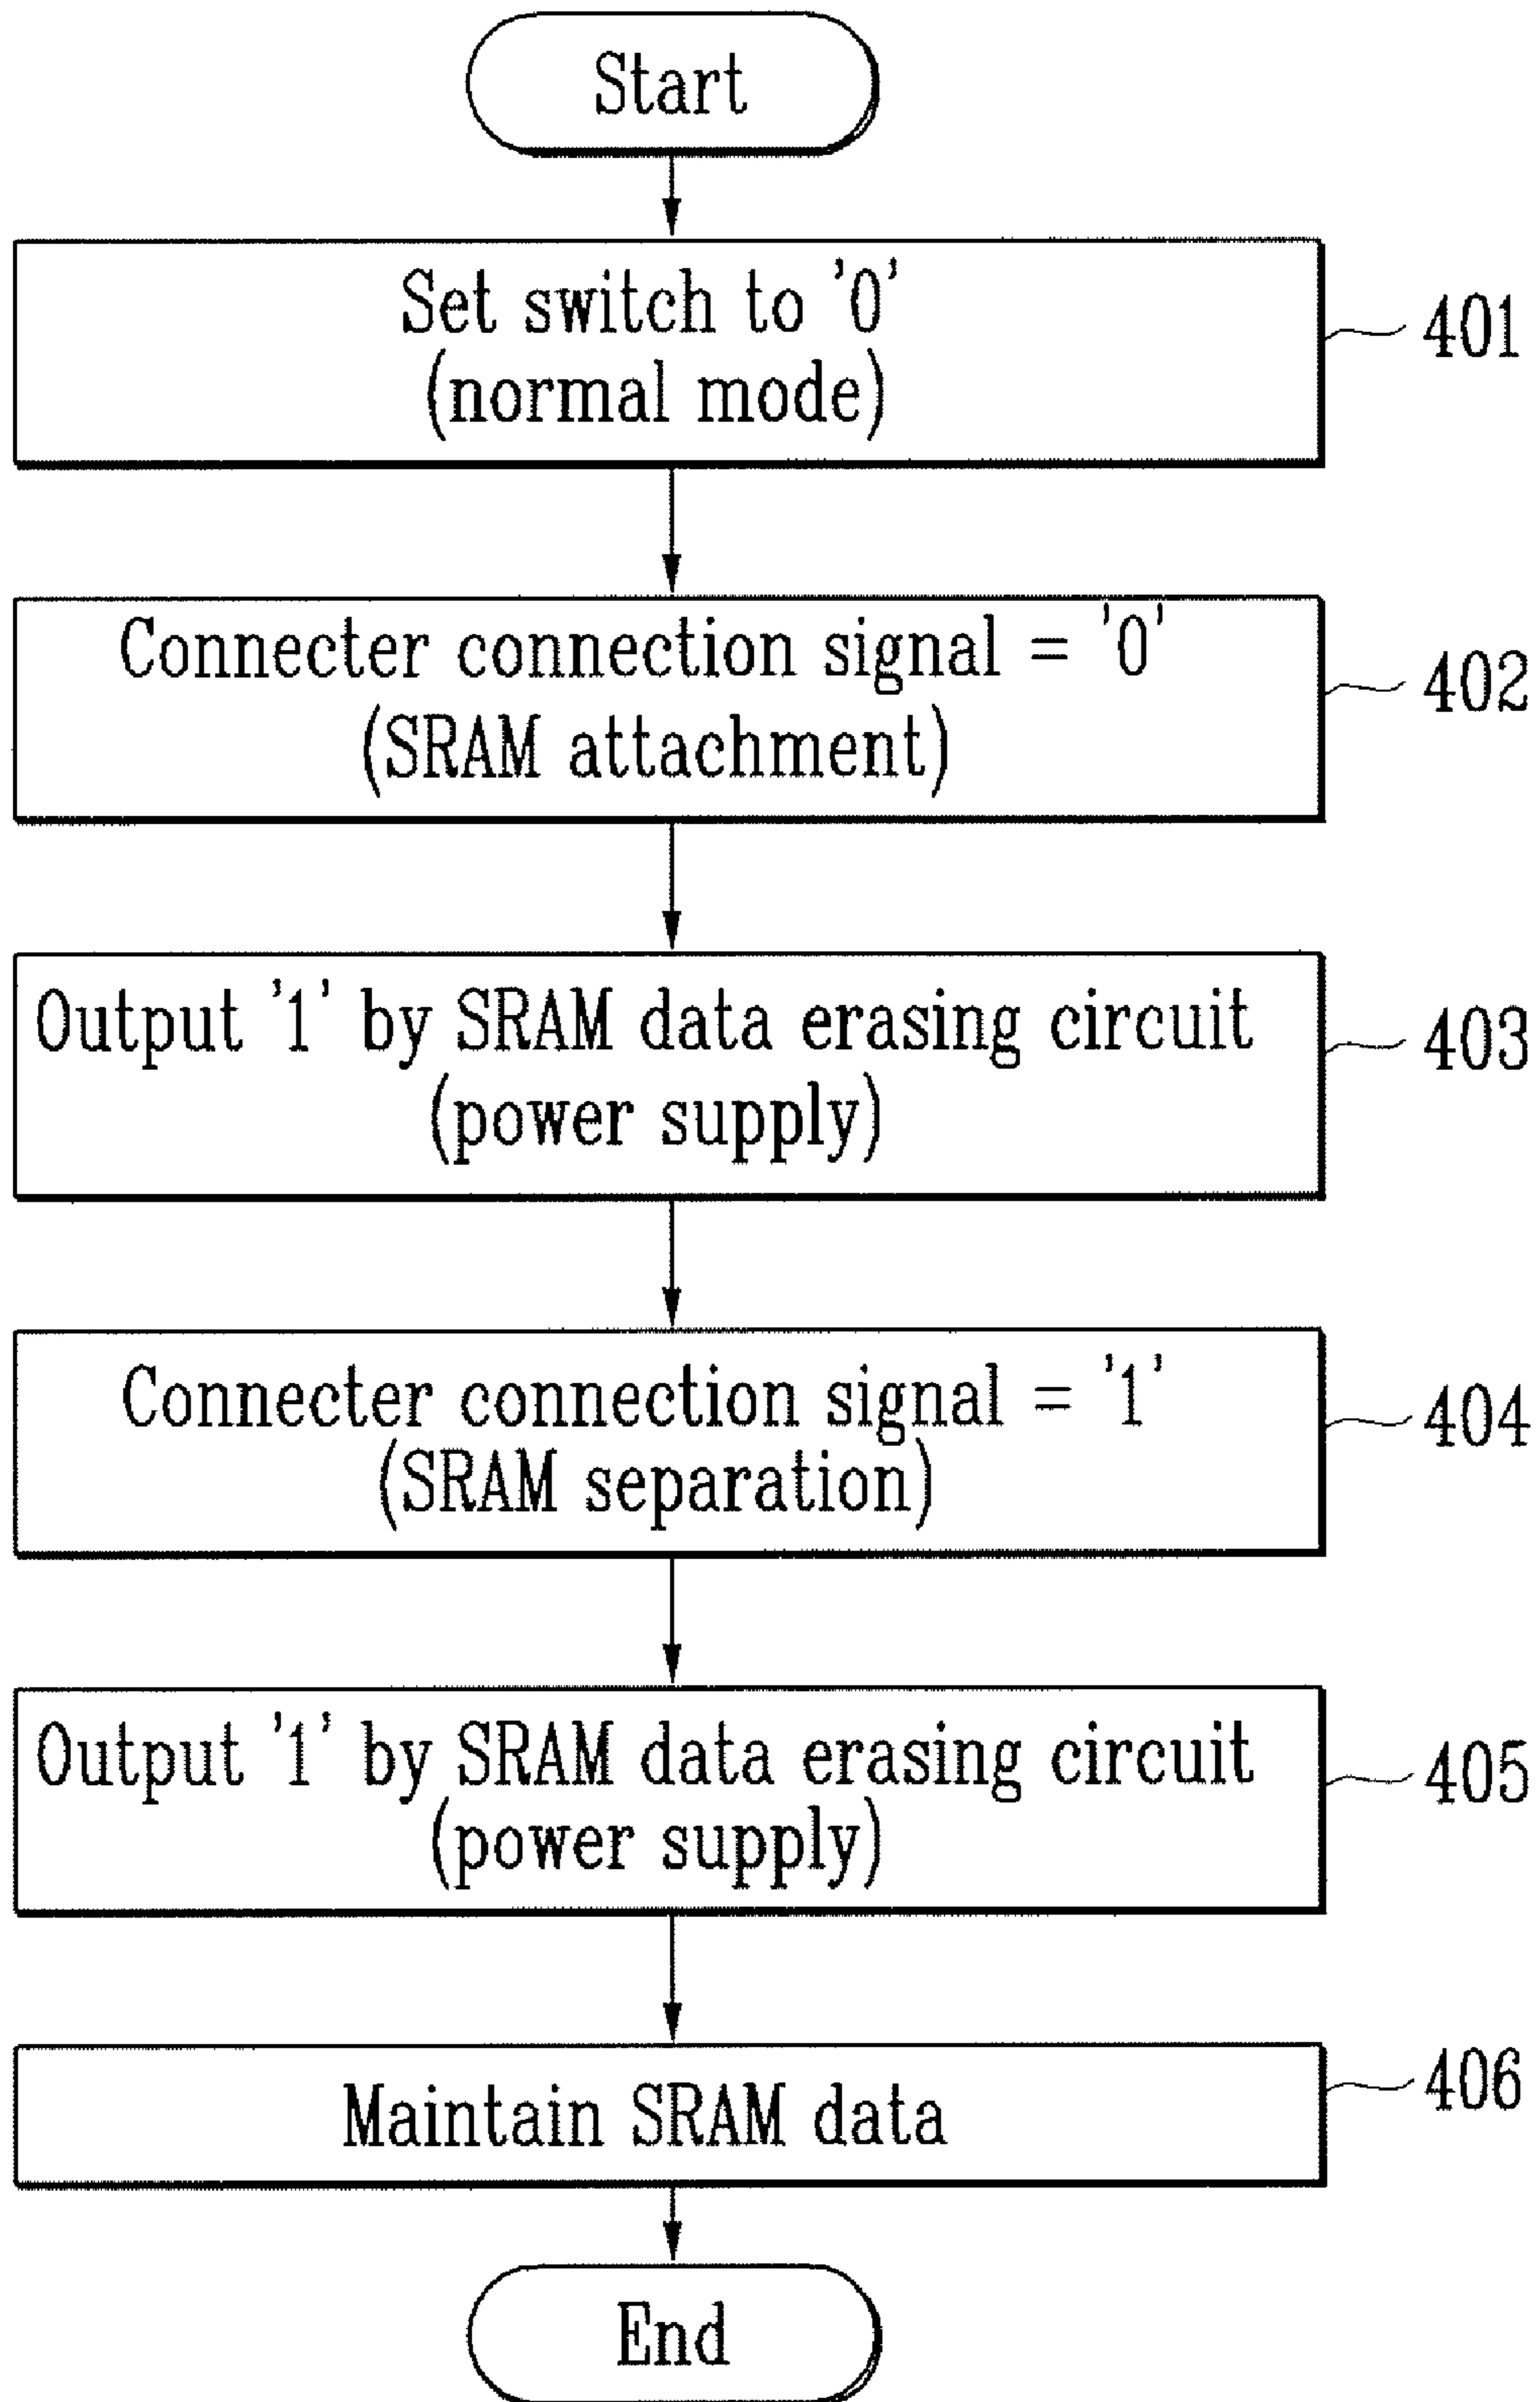 Start
Set switch to '0'
(normal mode)
401
Connecter connection signal = '0'
(SRAM attachment)
402
Output '1' by SRAM data erasing circuit
(power supply)
403
Connecter connection signal = '1'
(SRAM separation)
404
Output '1' by SRAM data erasing circuit
(power supply)
405
Maintain SRAM data
406
End